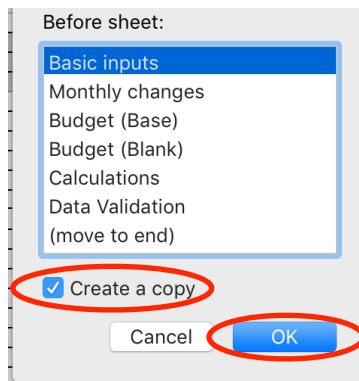 Before sheet:
Basic inputs
Monthly changes
Budget (Base)
Budget (Blank)
Calculations
Data Validation
(move to end)
Create a copy
Cancel OK